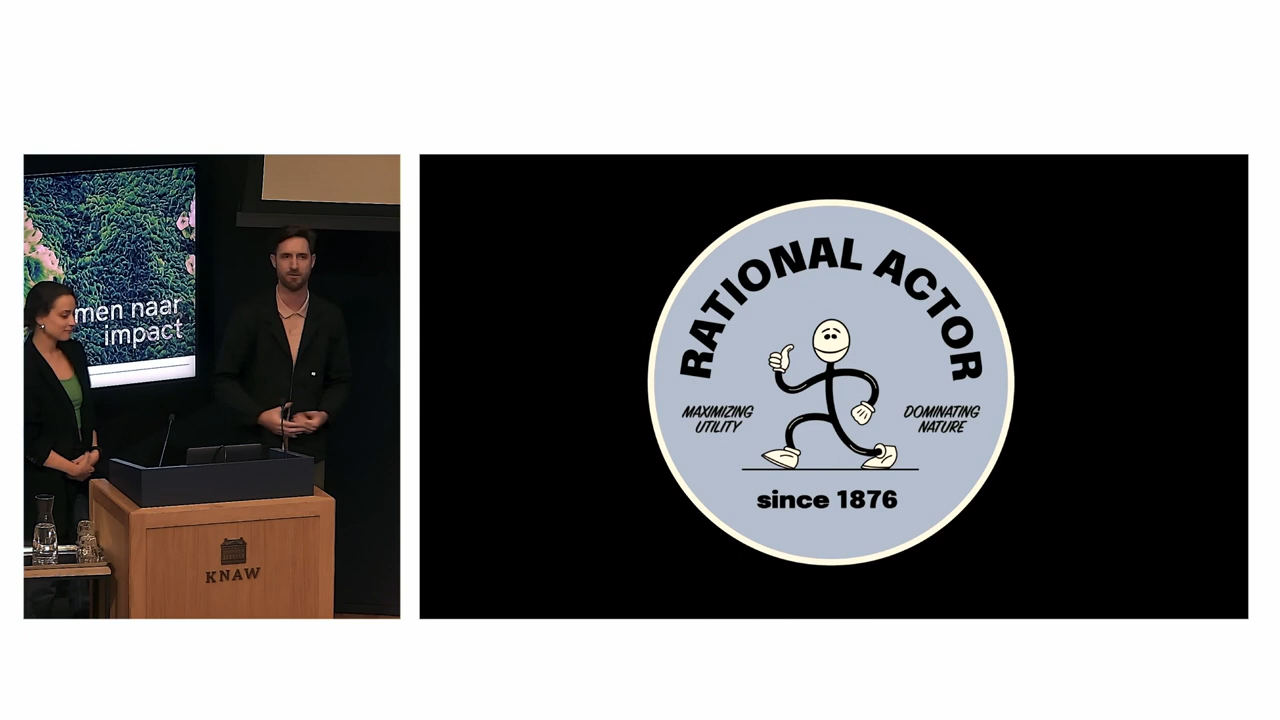 men naar
impact
KNAW
RATIONAL ACTOR
MAXIMIZING
UTILITY
DOMINATING
NATURE
since 1876